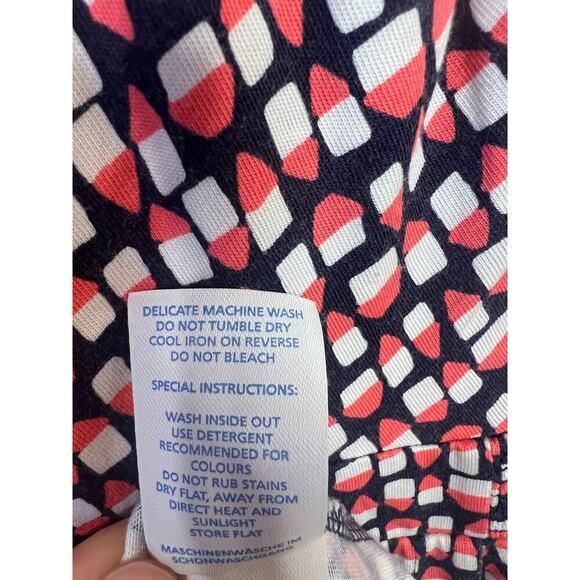 DELICATE MACHINE WASH
DO NOT TUMBLE DRY
COOL IRON ON REVERSE
DO NOT BLEACH
SPECIAL INSTRUCTIONS:
WASH INSIDE OUT
USE DETERGENT
RECOMMENDED FOR
COLOURS
DO NOT RUB STAINS
DRY FLAT, AWAY FROM
DIRECT HEAT AND
SUNLIGHT
STORE FLAT
MASCHINENWÄSCHE IM
SCHONWASCHGANG